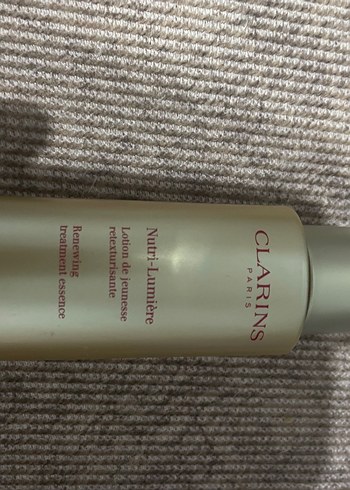 CLARINS
PARIS
Nutri-Lumière
Lotion de jeunesse
retexturisante
Renewing
treatment essence